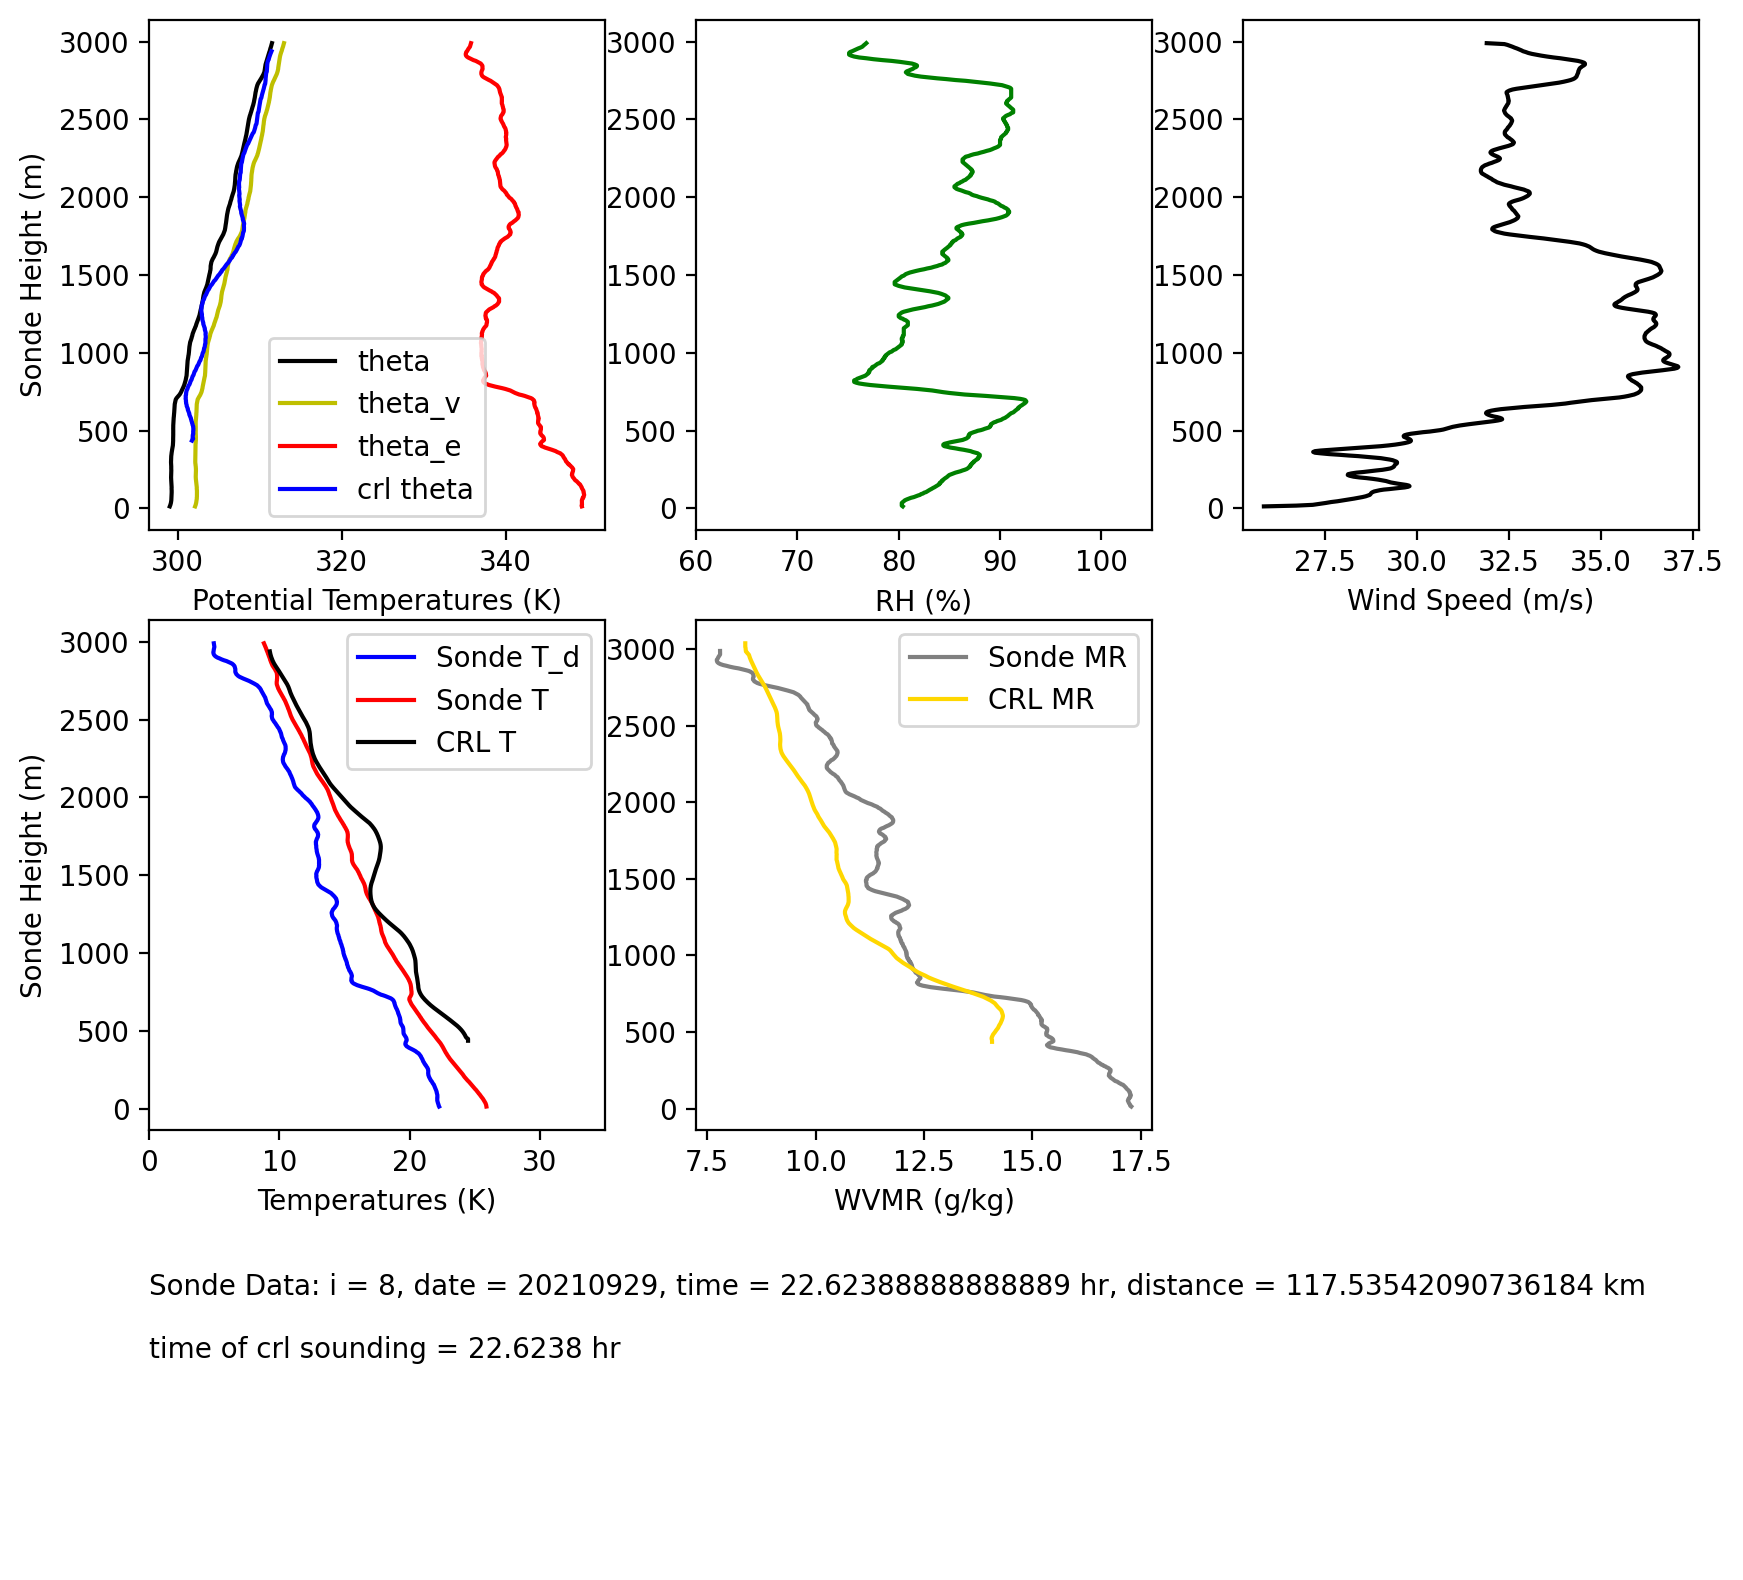 3000
2500
2000
1500
1000
500
0
Sonde Height (m)
300 320 340
Potential Temperatures (K)
theta
theta_v
theta_e
crl theta
3000
2500
2000
1500
1000
500
0
60 70 80 90 100
RH (%)
3000
2500
2000
1500
1000
500
0
27.5 30.0 32.5 35.0 37.5
Wind Speed (m/s)
3000
2500
2000
1500
1000
500
0
Sonde Height (m)
0 10 20 30
Temperatures (K)
Sonde T_d
Sonde T
CRL T
3000
2500
2000
1500
1000
500
0
7.5 10.0 12.5 15.0 17.5
WVMR (g/kg)
Sonde MR
CRL MR
Sonde Data: i = 8, date = 20210929, time = 22.62388888888889 hr, distance = 117.53542090736184 km
time of crl sounding = 22.6238 hr